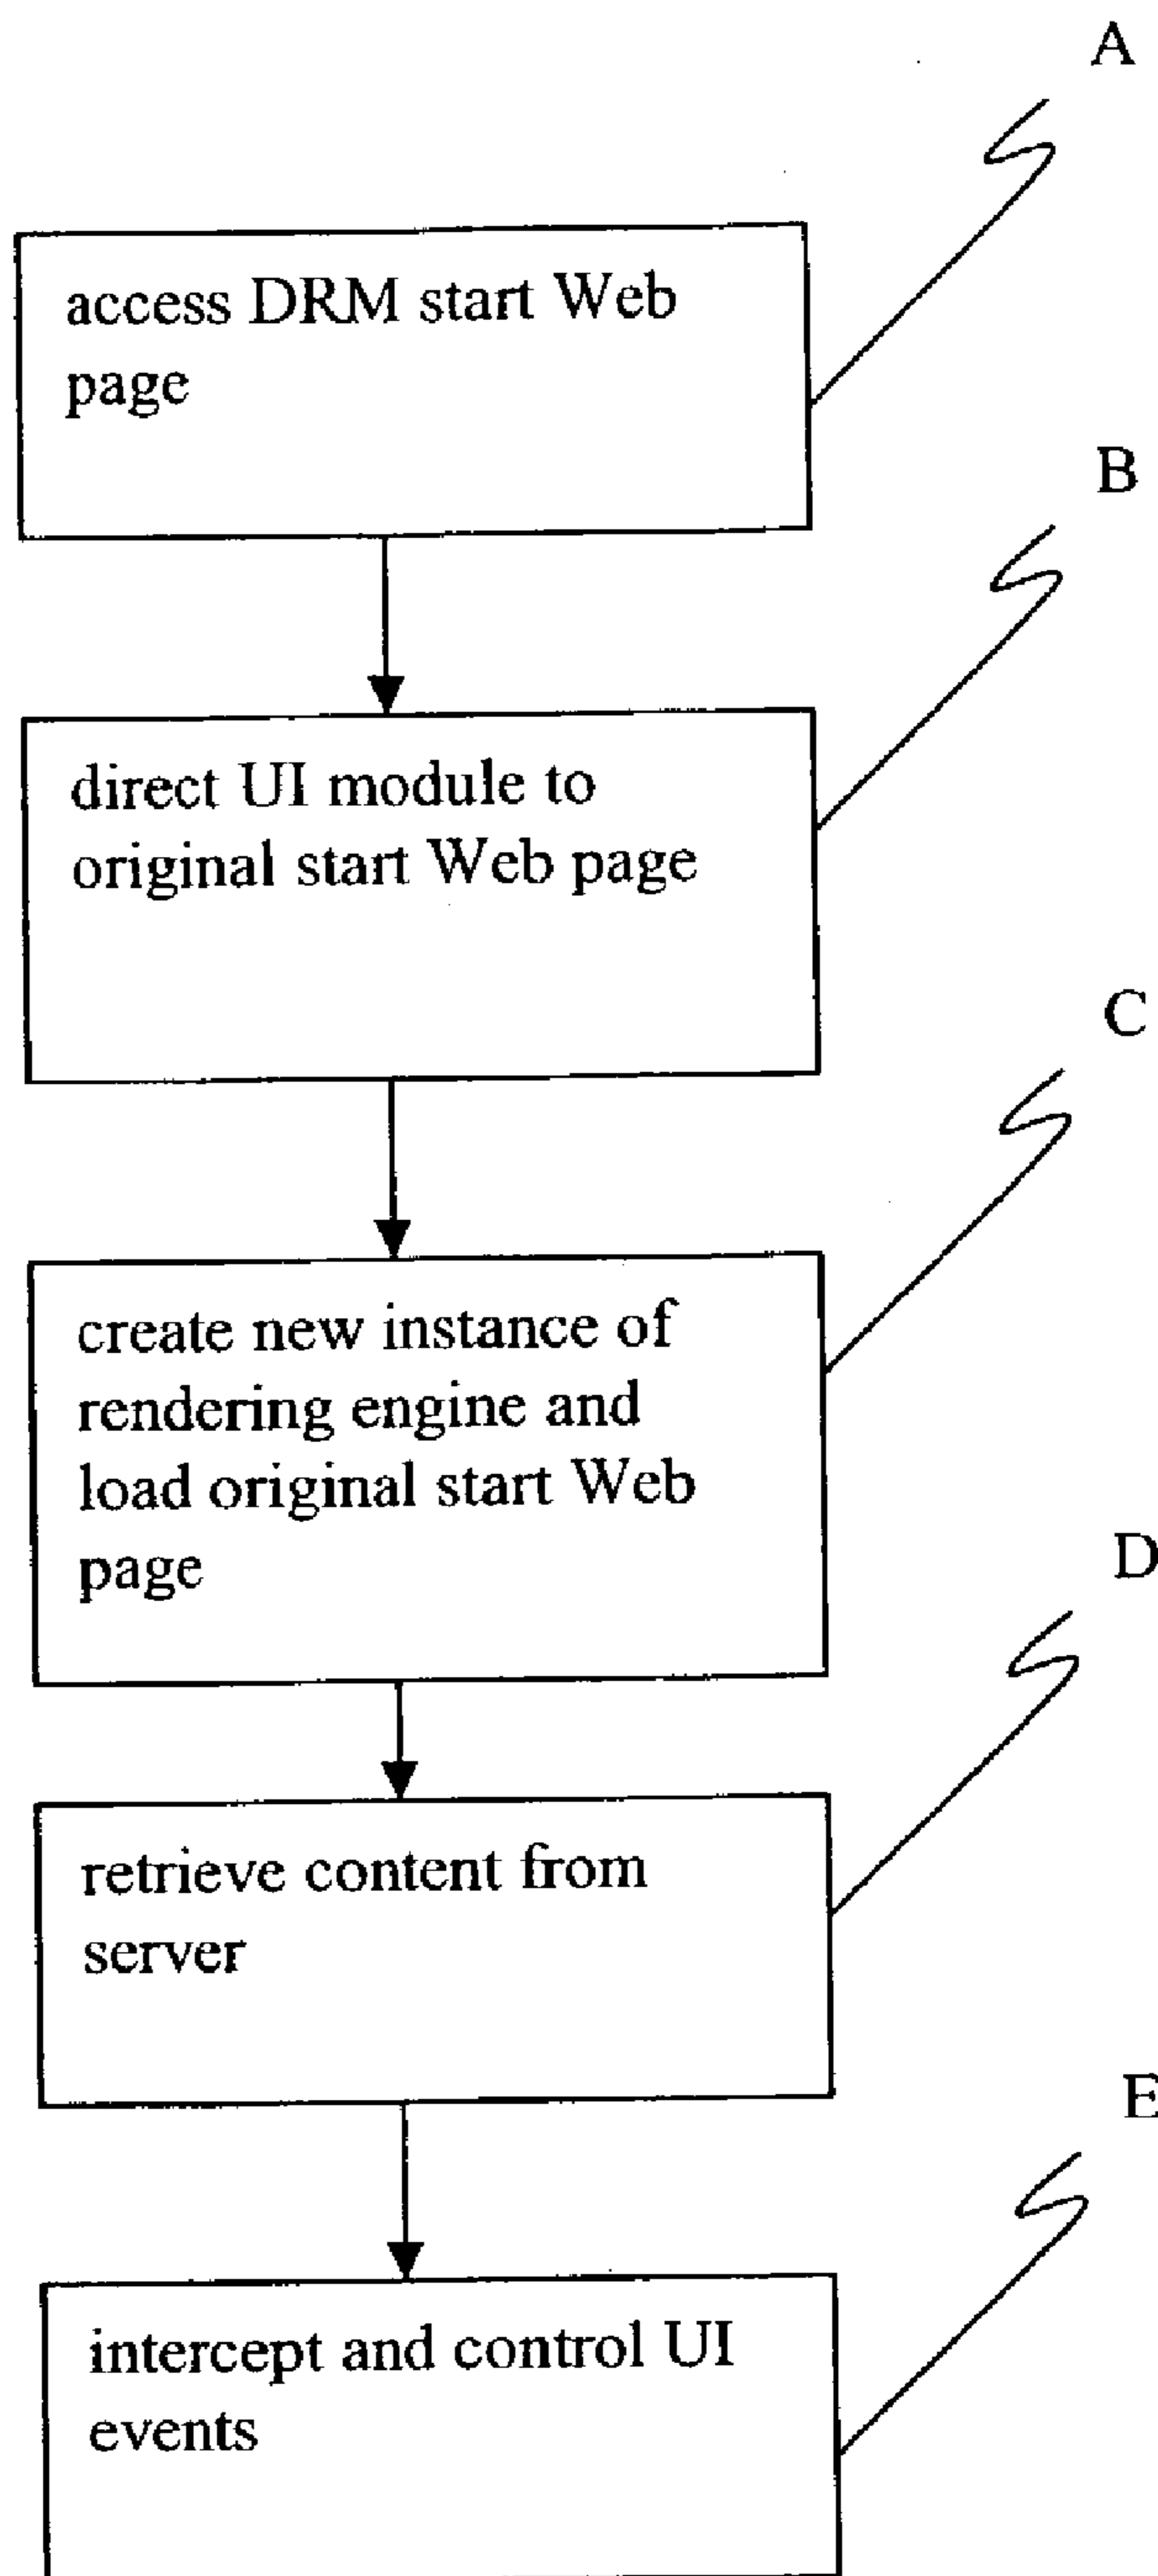 A
access DRM start Web
page
B
direct UI module to
original start Web page
C
create new instance of
rendering engine and
load original start Web
page
D
retrieve content from
server
E
intercept and control UI
events